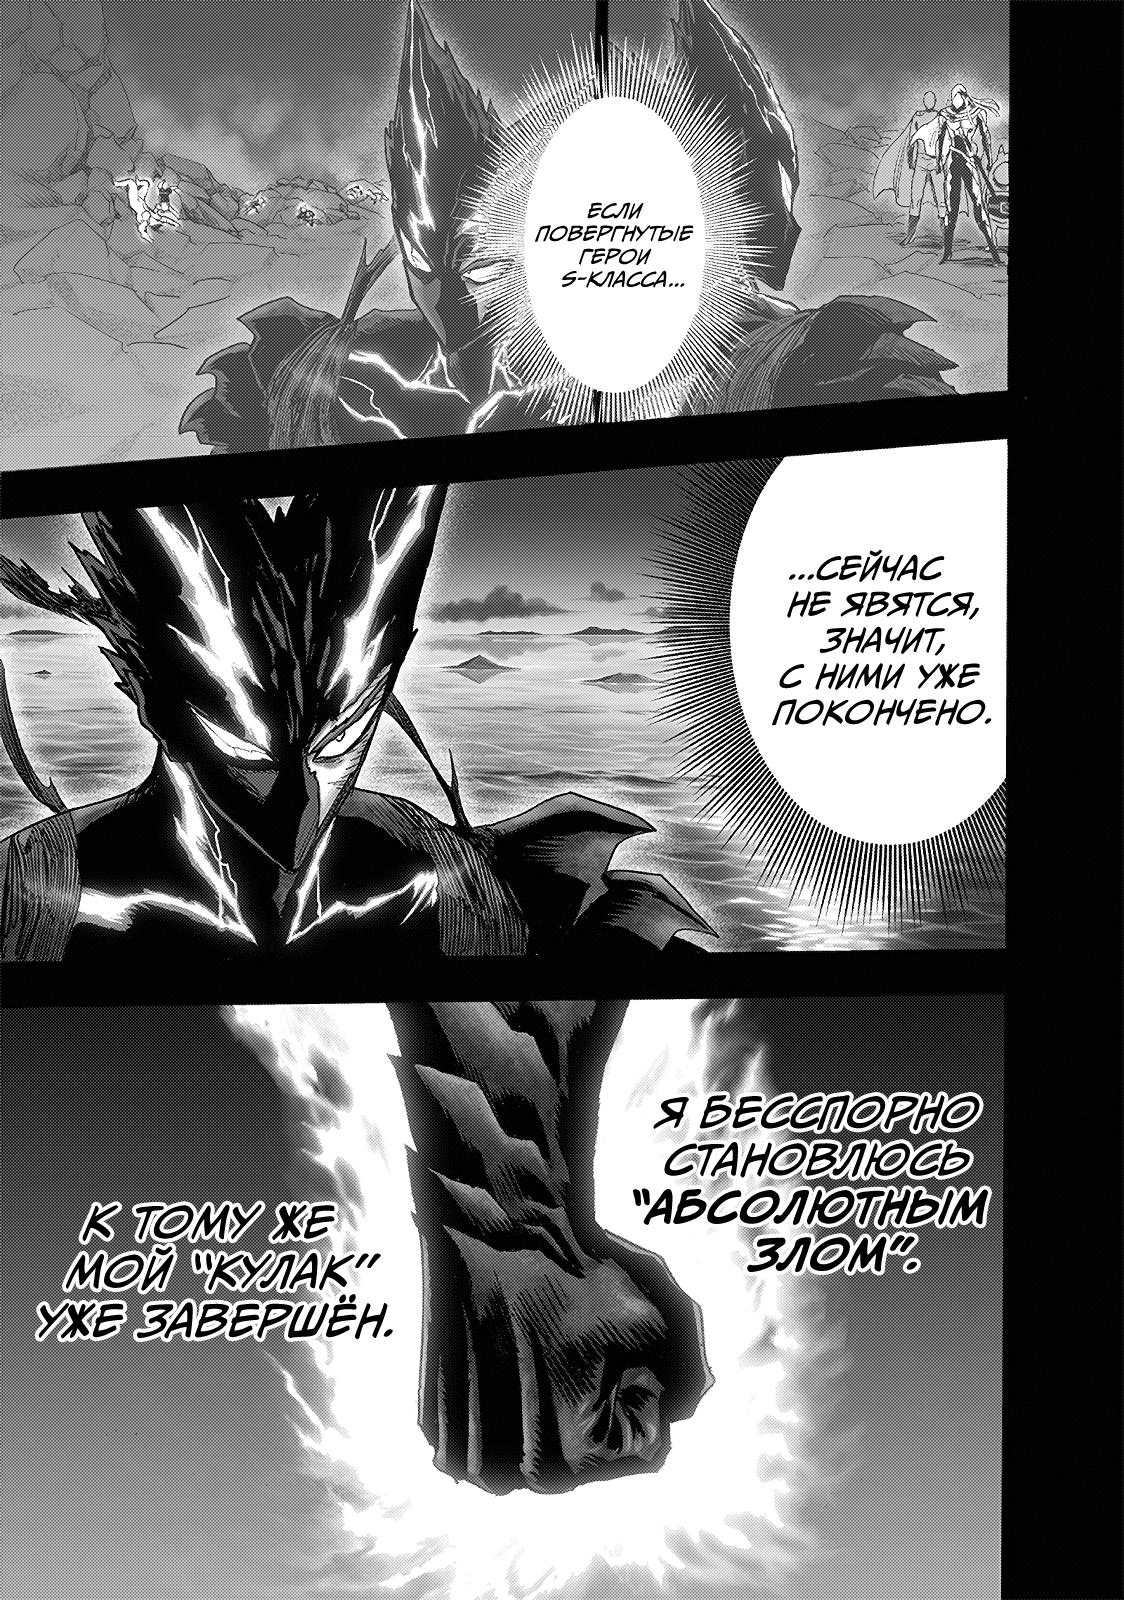 ЕСЛИ
ПОВЕРГНУТЫЕ
ГЕРОИ
S-КЛАССА...
...СЕЙЧАС
НЕ ЯВЯТСЯ,
ЗНАЧИТ,
С НИМИ УЖЕ
ПОКОНЧЕНО.
Я БЕССПОРНО
СТАНОВЛЮСЬ
"АБСОЛЮТНЫМ
ЗЛОМ".
К ТОМУ ЖЕ
МОЙ "КУЛАК"
УЖЕ ЗАВЕРШЁН.